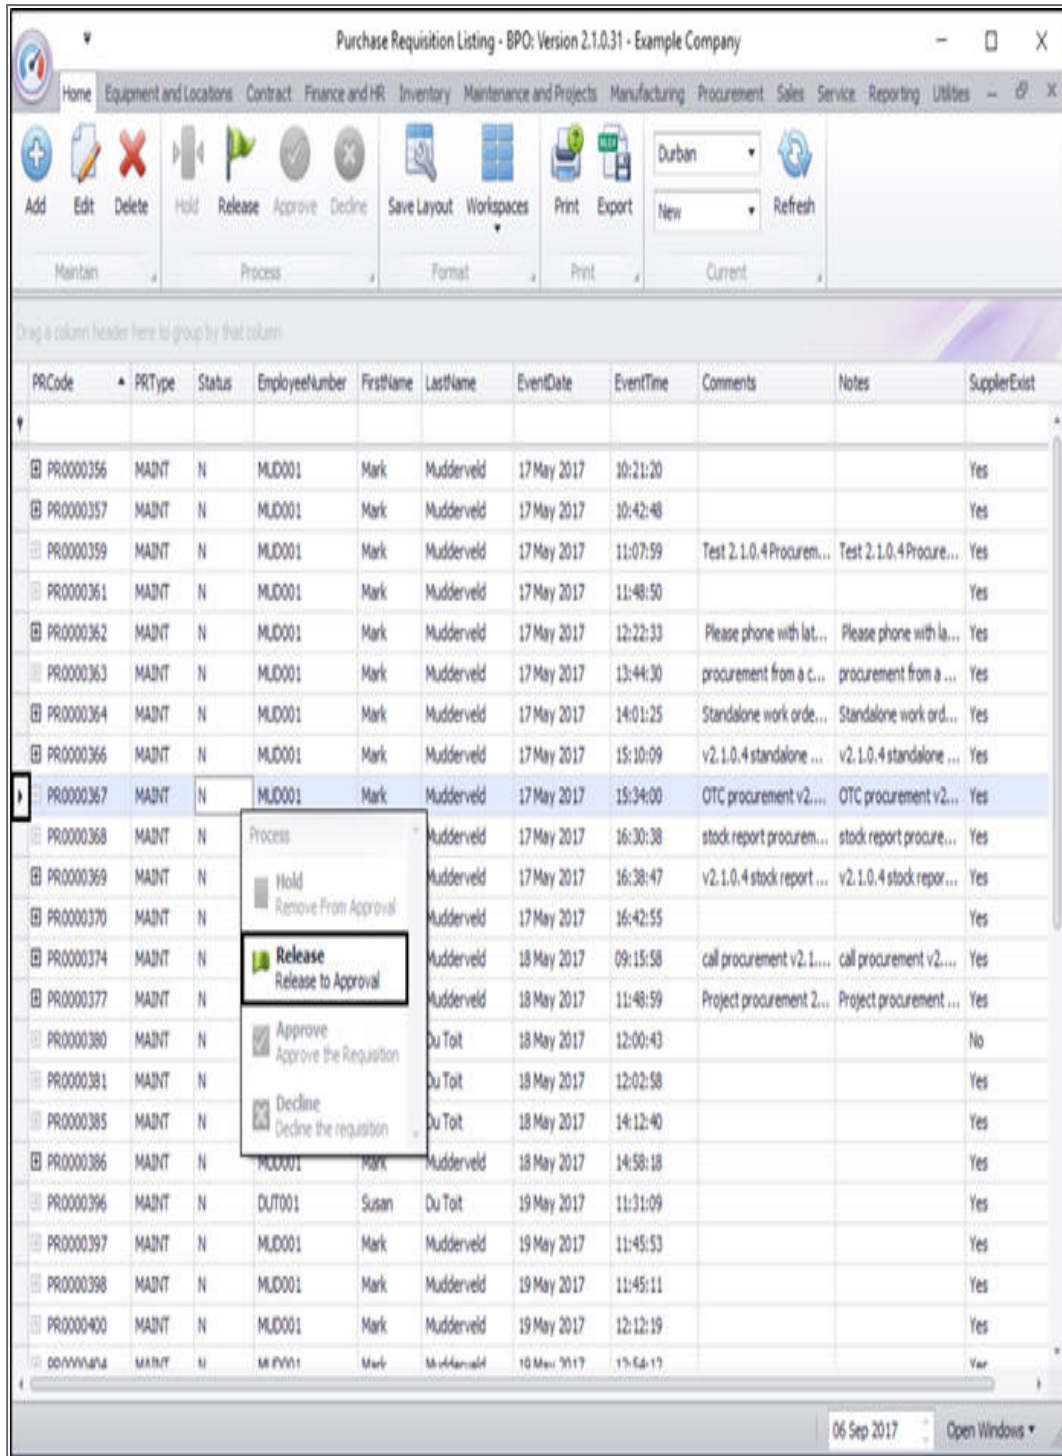 Purchase Requisition Listing - BPO: Version 2.1.0.31 - Example Company
Home Equipment and Locations Contract Finance and HR Inventory Maintenance and Projects Manufacturing Procurement Sales Service Reporting Utilities
Add Edit Delete Hold Release Approve Decline Save Layout Workspaces Print Export Durban New Refresh
Maintain Process Format Print Current
Drag a column header here to group by that column
PRCode PRType Status EmployeeNumber FirstName LastName EventDate EventTime Comments Notes SupplierExist
PR0000356 MAINT N MUD001 Mark Mudderveld 17 May 2017 10:21:20 Yes
PR0000357 MAINT N MUD001 Mark Mudderveld 17 May 2017 10:42:48 Yes
PR0000359 MAINT N MUD001 Mark Mudderveld 17 May 2017 11:07:59 Test 2.1.0.4 Procurem... Test 2.1.0.4 Procure... Yes
PR0000361 MAINT N MUD001 Mark Mudderveld 17 May 2017 11:48:50 Yes
PR0000362 MAINT N MUD001 Mark Mudderveld 17 May 2017 12:22:33 Please phone with lat... Please phone with la... Yes
PR0000363 MAINT N MUD001 Mark Mudderveld 17 May 2017 13:44:30 procurement from a c... procurement from a ... Yes
PR0000364 MAINT N MUD001 Mark Mudderveld 17 May 2017 14:01:25 Standalone work orde... Standalone work ord... Yes
PR0000366 MAINT N MUD001 Mark Mudderveld 17 May 2017 15:10:09 v2.1.0.4 standalone ... v2.1.0.4 standalone ... Yes
PR0000367 MAINT N MUD001 Mark Mudderveld 17 May 2017 15:34:00 OTC procurement v2.... OTC procurement v2... Yes
PR0000368 MAINT N Mudderveld 17 May 2017 16:30:38 stock report procurem... stock report procure... Yes
PR0000369 MAINT N Mudderveld 17 May 2017 16:38:47 v2.1.0.4 stock report ... v2.1.0.4 stock repor... Yes
PR0000370 MAINT N Mudderveld 17 May 2017 16:42:55 Yes
PR0000374 MAINT N Mudderveld 18 May 2017 09:15:58 call procurement v2.1.... call procurement v2.... Yes
PR0000377 MAINT N Mudderveld 18 May 2017 11:48:59 Project procurement 2... Project procurement ... Yes
PR0000380 MAINT N Du Toit 18 May 2017 12:00:43 No
PR0000381 MAINT N Du Toit 18 May 2017 12:02:58 Yes
PR0000385 MAINT N Du Toit 18 May 2017 14:12:40 Yes
PR0000386 MAINT N MUD001 Mark Mudderveld 18 May 2017 14:58:18 Yes
PR0000396 MAINT N DUT001 Susan Du Toit 19 May 2017 11:31:09 Yes
PR0000397 MAINT N MUD001 Mark Mudderveld 19 May 2017 11:45:53 Yes
PR0000398 MAINT N MUD001 Mark Mudderveld 19 May 2017 11:45:11 Yes
PR0000400 MAINT N MUD001 Mark Mudderveld 19 May 2017 12:12:19 Yes
PR0000404 MAINT N MUD001 Mark Mudderveld 19 May 2017 12:54:12 Yes
Process
Hold
Remove From Approval
Release
Release to Approval
Approve
Approve the Requisition
Decline
Decline the requisition
06 Sep 2017 Open Windows